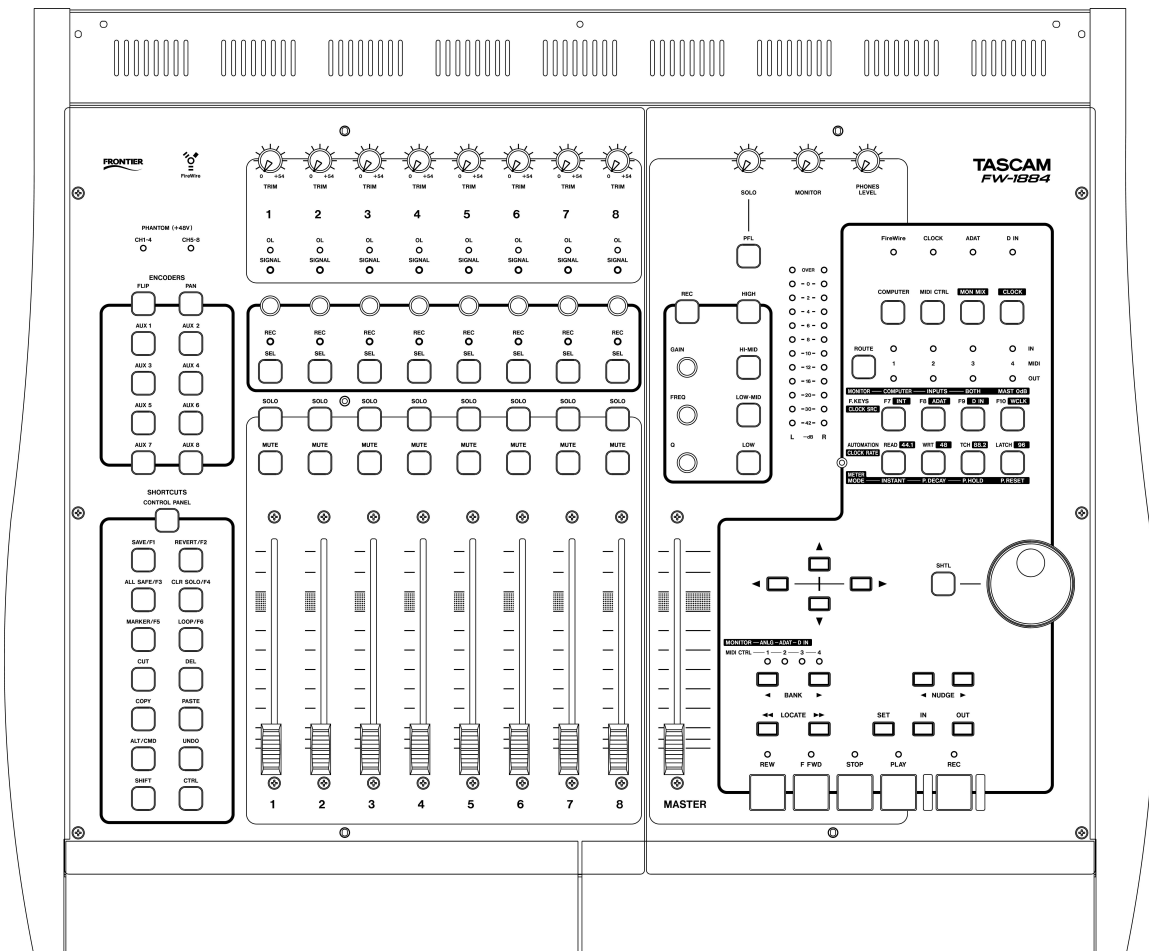 FRONTIER
FireWire
TASCAM
FW-1884
0 +54 0 +54 0 +54 0 +54 0 +54 0 +54 0 +54 0 +54
TRIM TRIM TRIM TRIM TRIM TRIM TRIM TRIM
SOLO MONITOR PHONES LEVEL
1 2 3 4 5 6 7 8
PHANTOM (+48V)
CH1-4 CH5-8
OL OL OL OL OL OL OL OL
SIGNAL SIGNAL SIGNAL SIGNAL SIGNAL SIGNAL SIGNAL SIGNAL
ENCODERS
FLIP PAN
AUX 1 AUX 2
AUX 3 AUX 4
AUX 5 AUX 6
AUX 7 AUX 8
REC REC REC REC REC REC REC REC
SEL SEL SEL SEL SEL SEL SEL SEL
SOLO SOLO SOLO SOLO SOLO SOLO SOLO SOLO
MUTE MUTE MUTE MUTE MUTE MUTE MUTE MUTE
SHORTCUTS
CONTROL PANEL
SAVE/F1 REVERT/F2
ALL SAFE/F3 CLR SOLO/F4
MARKER/F5 LOOP/F6
CUT DEL
COPY PASTE
ALT/CMD UNDO
SHIFT CTRL
1 2 3 4 5 6 7 8 MASTER
PFL
REC HIGH
GAIN HI-MID
FREQ LOW-MID
Q LOW
OVER
– 0 –
– 2 –
– 4 –
– 6 –
– 8 –
–10–
–12–
–16–
–20–
–30–
–42–
L –dB R
FireWire CLOCK ADAT D IN
COMPUTER MIDI CTRL MON MIX CLOCK
ROUTE IN
1 2 3 4 MIDI
OUT
MONITOR — COMPUTER — INPUTS — BOTH MAST 0dB
F.KEYS F7 INT F8 ADAT F9 D IN F10 WCLK
CLOCK SRC
AUTOMATION READ 44.1 WRT 48 TCH 88.2 LATCH 96
CLOCK RATE
METER
MODE — INSTANT — P.DECAY — P.HOLD P.RESET
SHTL
MONITOR – ANLG – ADAT – D IN
MIDI CTRL — 1 — 2 — 3 — 4
◄ BANK ► ◄ NUDGE ►
◄◄ LOCATE ►► SET IN OUT
REW F FWD STOP PLAY REC